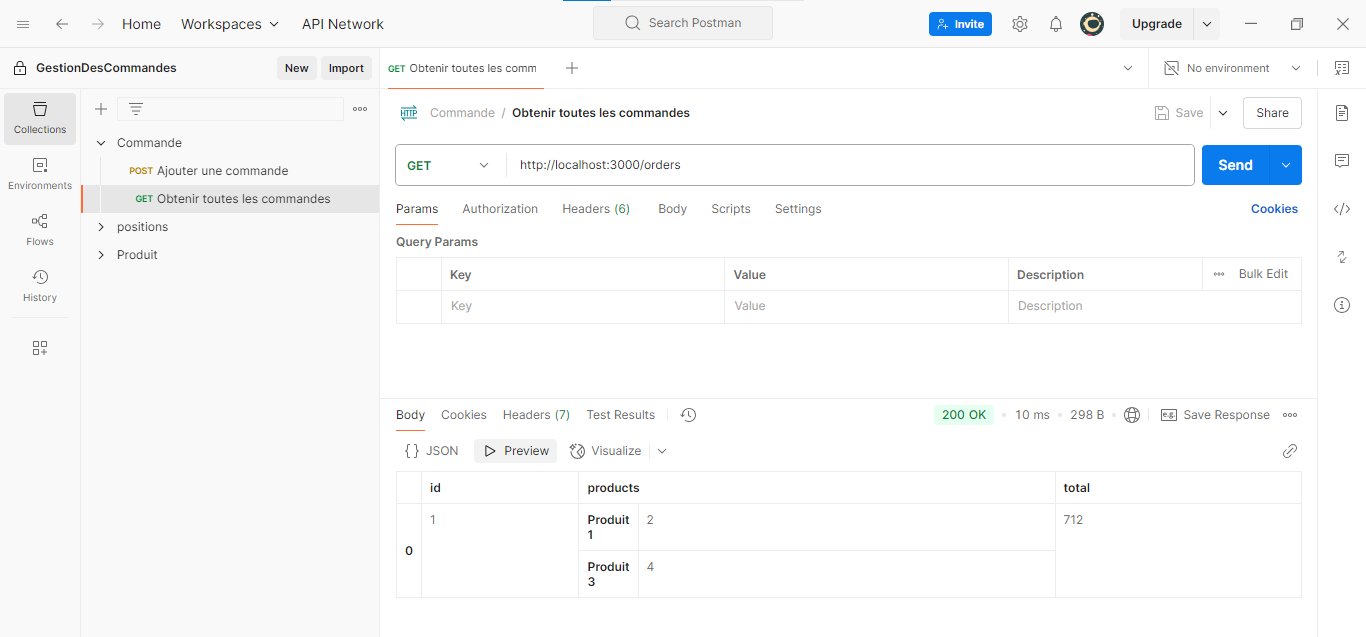 Home Workspaces API Network Search Postman Invite Upgrade
GestionDesCommandes New Import GET Obtenir toutes les comm No environment
Collections
Environments
Flows
History
Commande
POST Ajouter une commande
GET Obtenir toutes les commandes
positions
Produit
HTTP Commande / Obtenir toutes les commandes Save Share
GET http://localhost:3000/orders Send
Params Authorization Headers (6) Body Scripts Settings Cookies
Query Params
Key Value Description Bulk Edit
Key Value Description
Body Cookies Headers (7) Test Results 200 OK 10 ms 298 B e.g. Save Response
{} JSON Preview Visualize
id products total
0 1 Produit 1 2 712
Produit 3 4